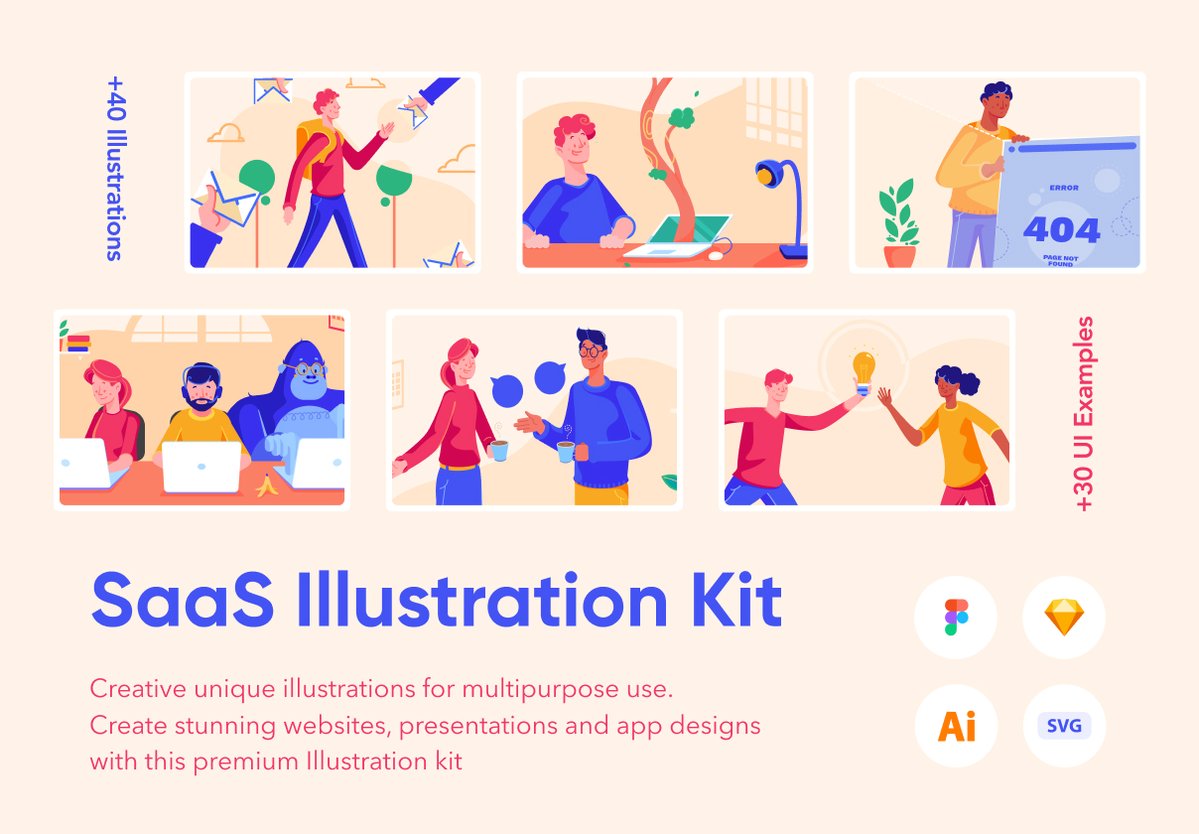 +40 Illustrations
ERROR
404
PAGE NOT
FOUND
+30 UI Examples
SaaS Illustration Kit
Creative unique illustrations for multipurpose use.
Create stunning websites, presentations and app designs
with this premium Illustration kit
Ai
SVG